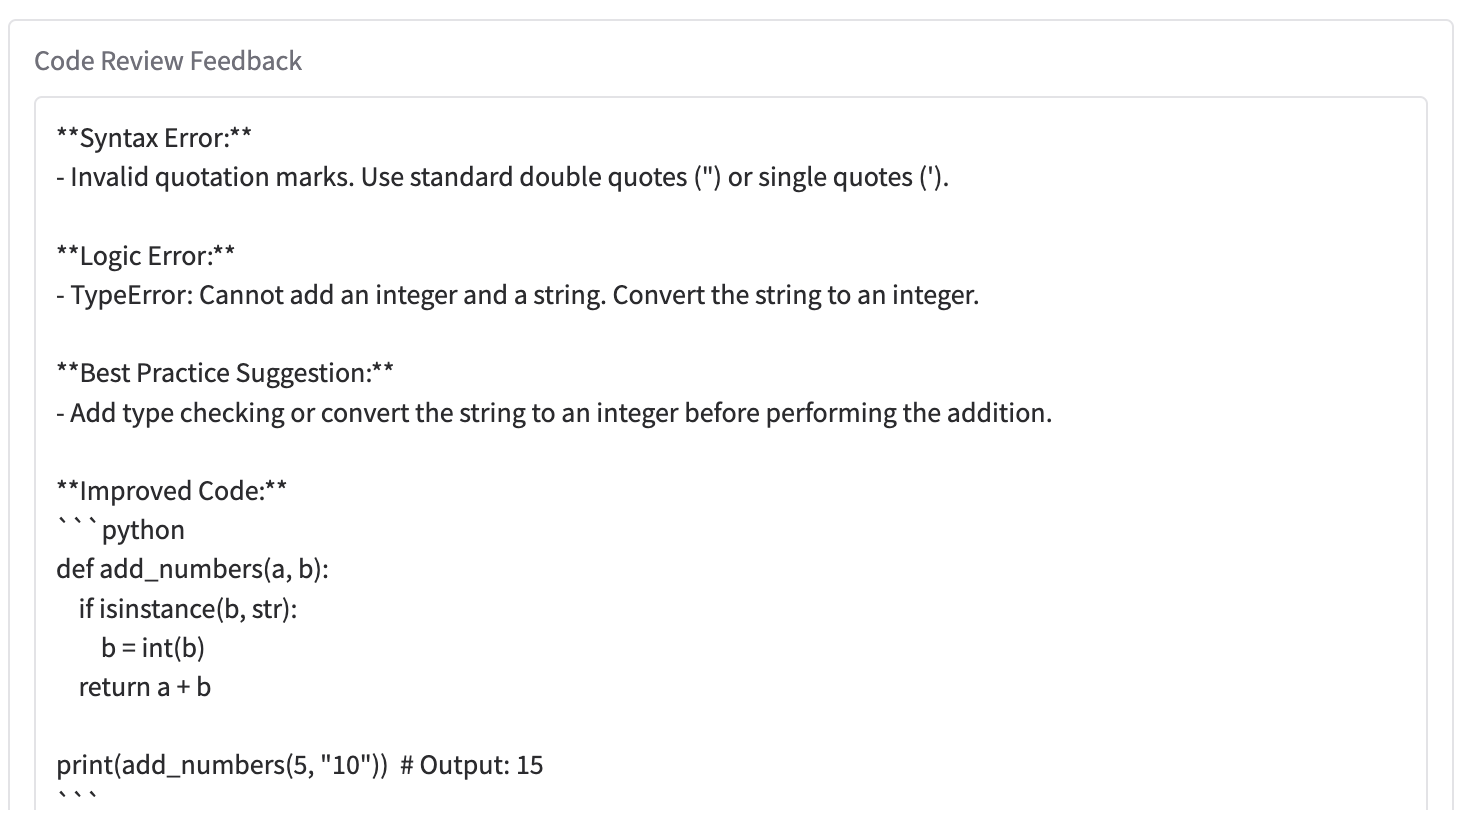 Code Review Feedback
**Syntax Error:**
- Invalid quotation marks. Use standard double quotes (") or single quotes (').
**Logic Error:**
- TypeError: Cannot add an integer and a string. Convert the string to an integer.
**Best Practice Suggestion:**
- Add type checking or convert the string to an integer before performing the addition.
**Improved Code:**
```python
def add_numbers(a, b):
    if isinstance(b, str):
        b = int(b)
    return a + b
print(add_numbers(5, "10"))  # Output: 15
```